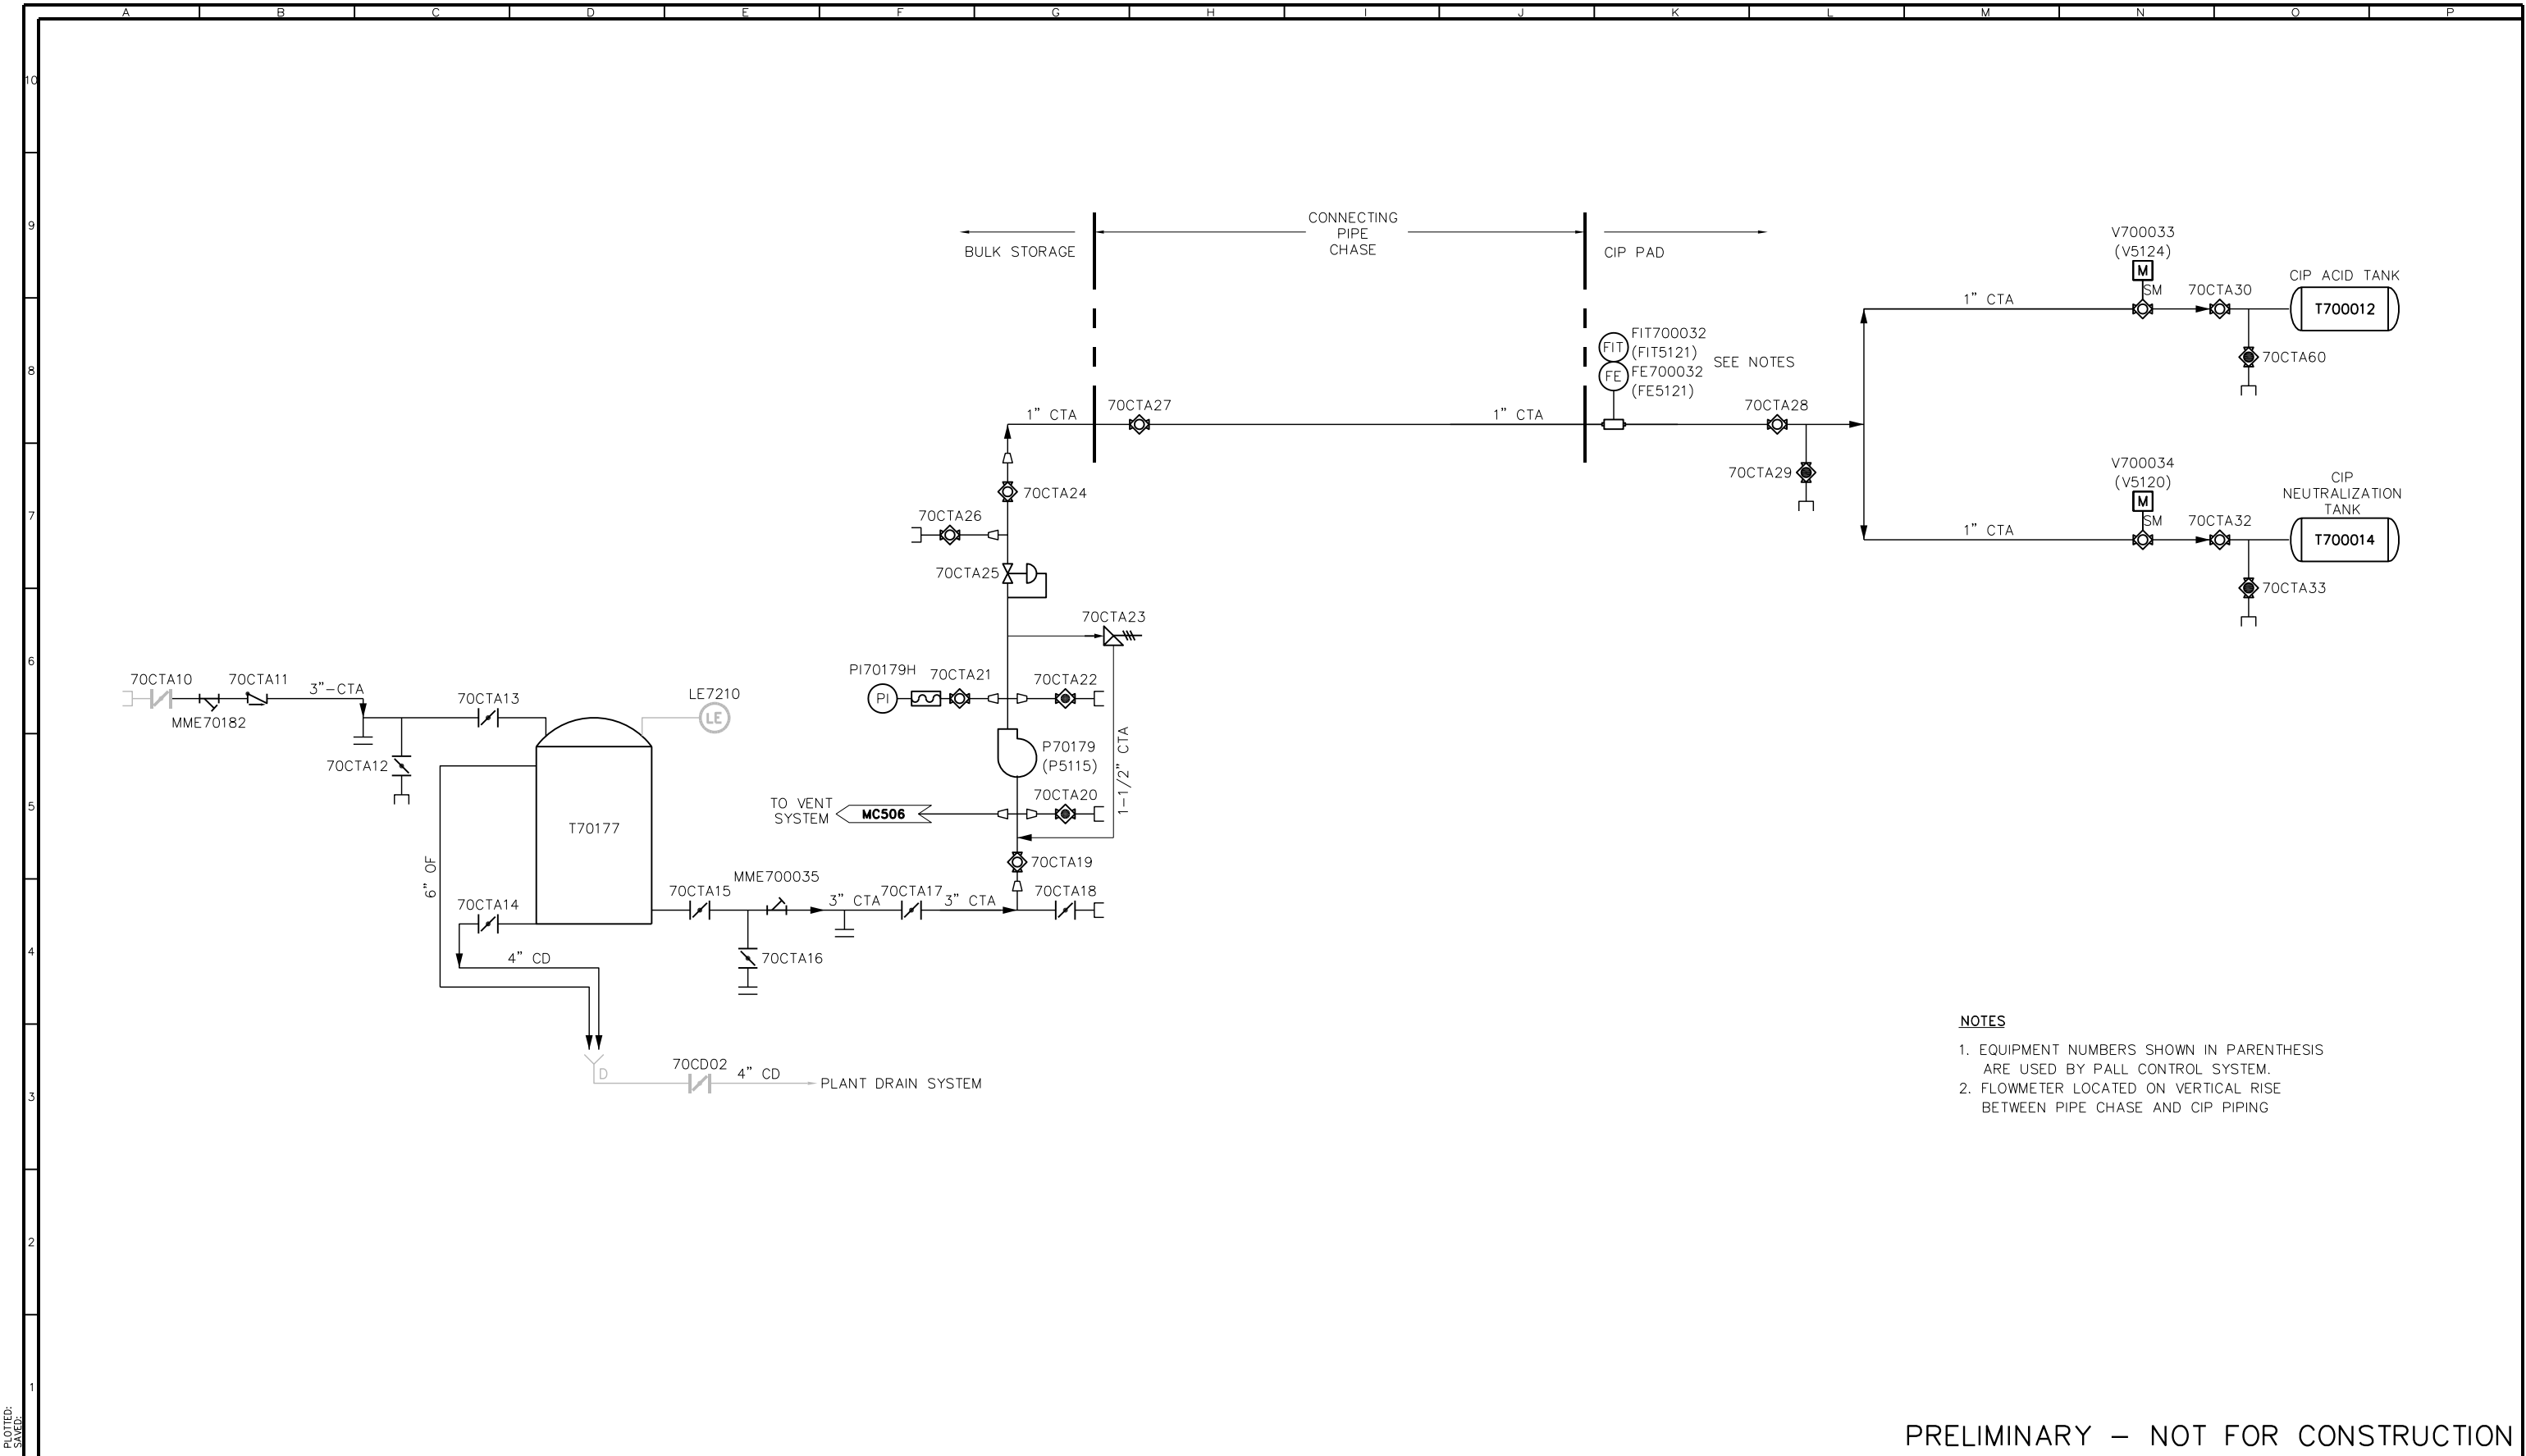 A B C D E F G H I J K L M N O P
10
9
8
7
6
5
4
3
2
1
CONNECTING
PIPE
CHASE
BULK STORAGE
CIP PAD
V700033
(V5124)
M
SM
70CTA30
CIP ACID TANK
T700012
1” CTA
70CTA60
FIT700032
FIT
(FIT5121)
SEE NOTES
FE
FE700032
(FE5121)
1” CTA
70CTA27
1” CTA
70CTA28
70CTA29
V700034
(V5120)
M
SM
70CTA32
CIP
NEUTRALIZATION
TANK
T700014
1” CTA
70CTA33
70CTA24
70CTA26
70CTA25
70CTA23
PI70179H
PI
70CTA21
70CTA22
70CTA10
70CTA11
3”-CTA
MME70182
70CTA13
LE7210
LE
70CTA12
P70179
(P5115)
1-1/2” CTA
70CTA20
TO VENT
SYSTEM
MC506
T70177
70CTA19
6” OF
MME700035
70CTA15
3” CTA
70CTA17
3” CTA
70CTA18
70CTA14
70CTA16
4” CD
D
70CD02
4” CD
PLANT DRAIN SYSTEM
NOTES
1. EQUIPMENT NUMBERS SHOWN IN PARENTHESIS
ARE USED BY PALL CONTROL SYSTEM.
2. FLOWMETER LOCATED ON VERTICAL RISE
BETWEEN PIPE CHASE AND CIP PIPING
PLOTTED:
SAVED:
PRELIMINARY – NOT FOR CONSTRUCTION